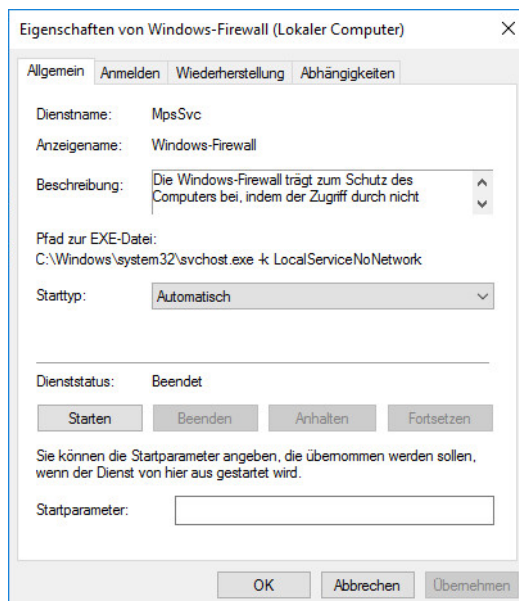 Eigenschaften von Windows-Firewall (Lokaler Computer)
Allgemein Anmelden Wiederherstellung Abhängigkeiten
Dienstname: MpsSvc
Anzeigename: Windows-Firewall
Beschreibung: Die Windows-Firewall trägt zum Schutz des
Computers bei, indem der Zugriff durch nicht
Pfad zur EXE-Datei:
C:\Windows\system32\svchost.exe -k LocalServiceNoNetwork
Starttyp: Automatisch
Dienststatus: Beendet
Starten Beenden Anhalten Fortsetzen
Sie können die Startparameter angeben, die übernommen werden sollen,
wenn der Dienst von hier aus gestartet wird.
Startparameter:
OK Abbrechen Übernehmen